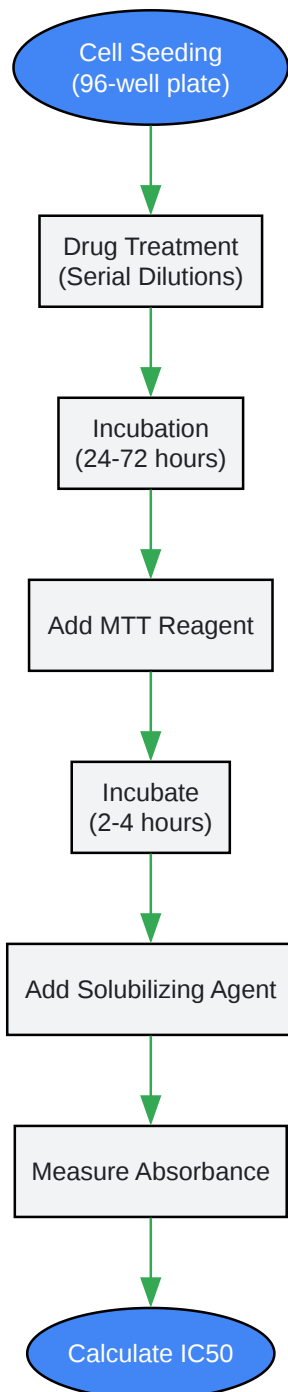 Cell Seeding
(96-well plate)
Drug Treatment
(Serial Dilutions)
Incubation
(24-72 hours)
Add MTT Reagent
Incubate
(2-4 hours)
Add Solubilizing Agent
Measure Absorbance
Calculate IC50